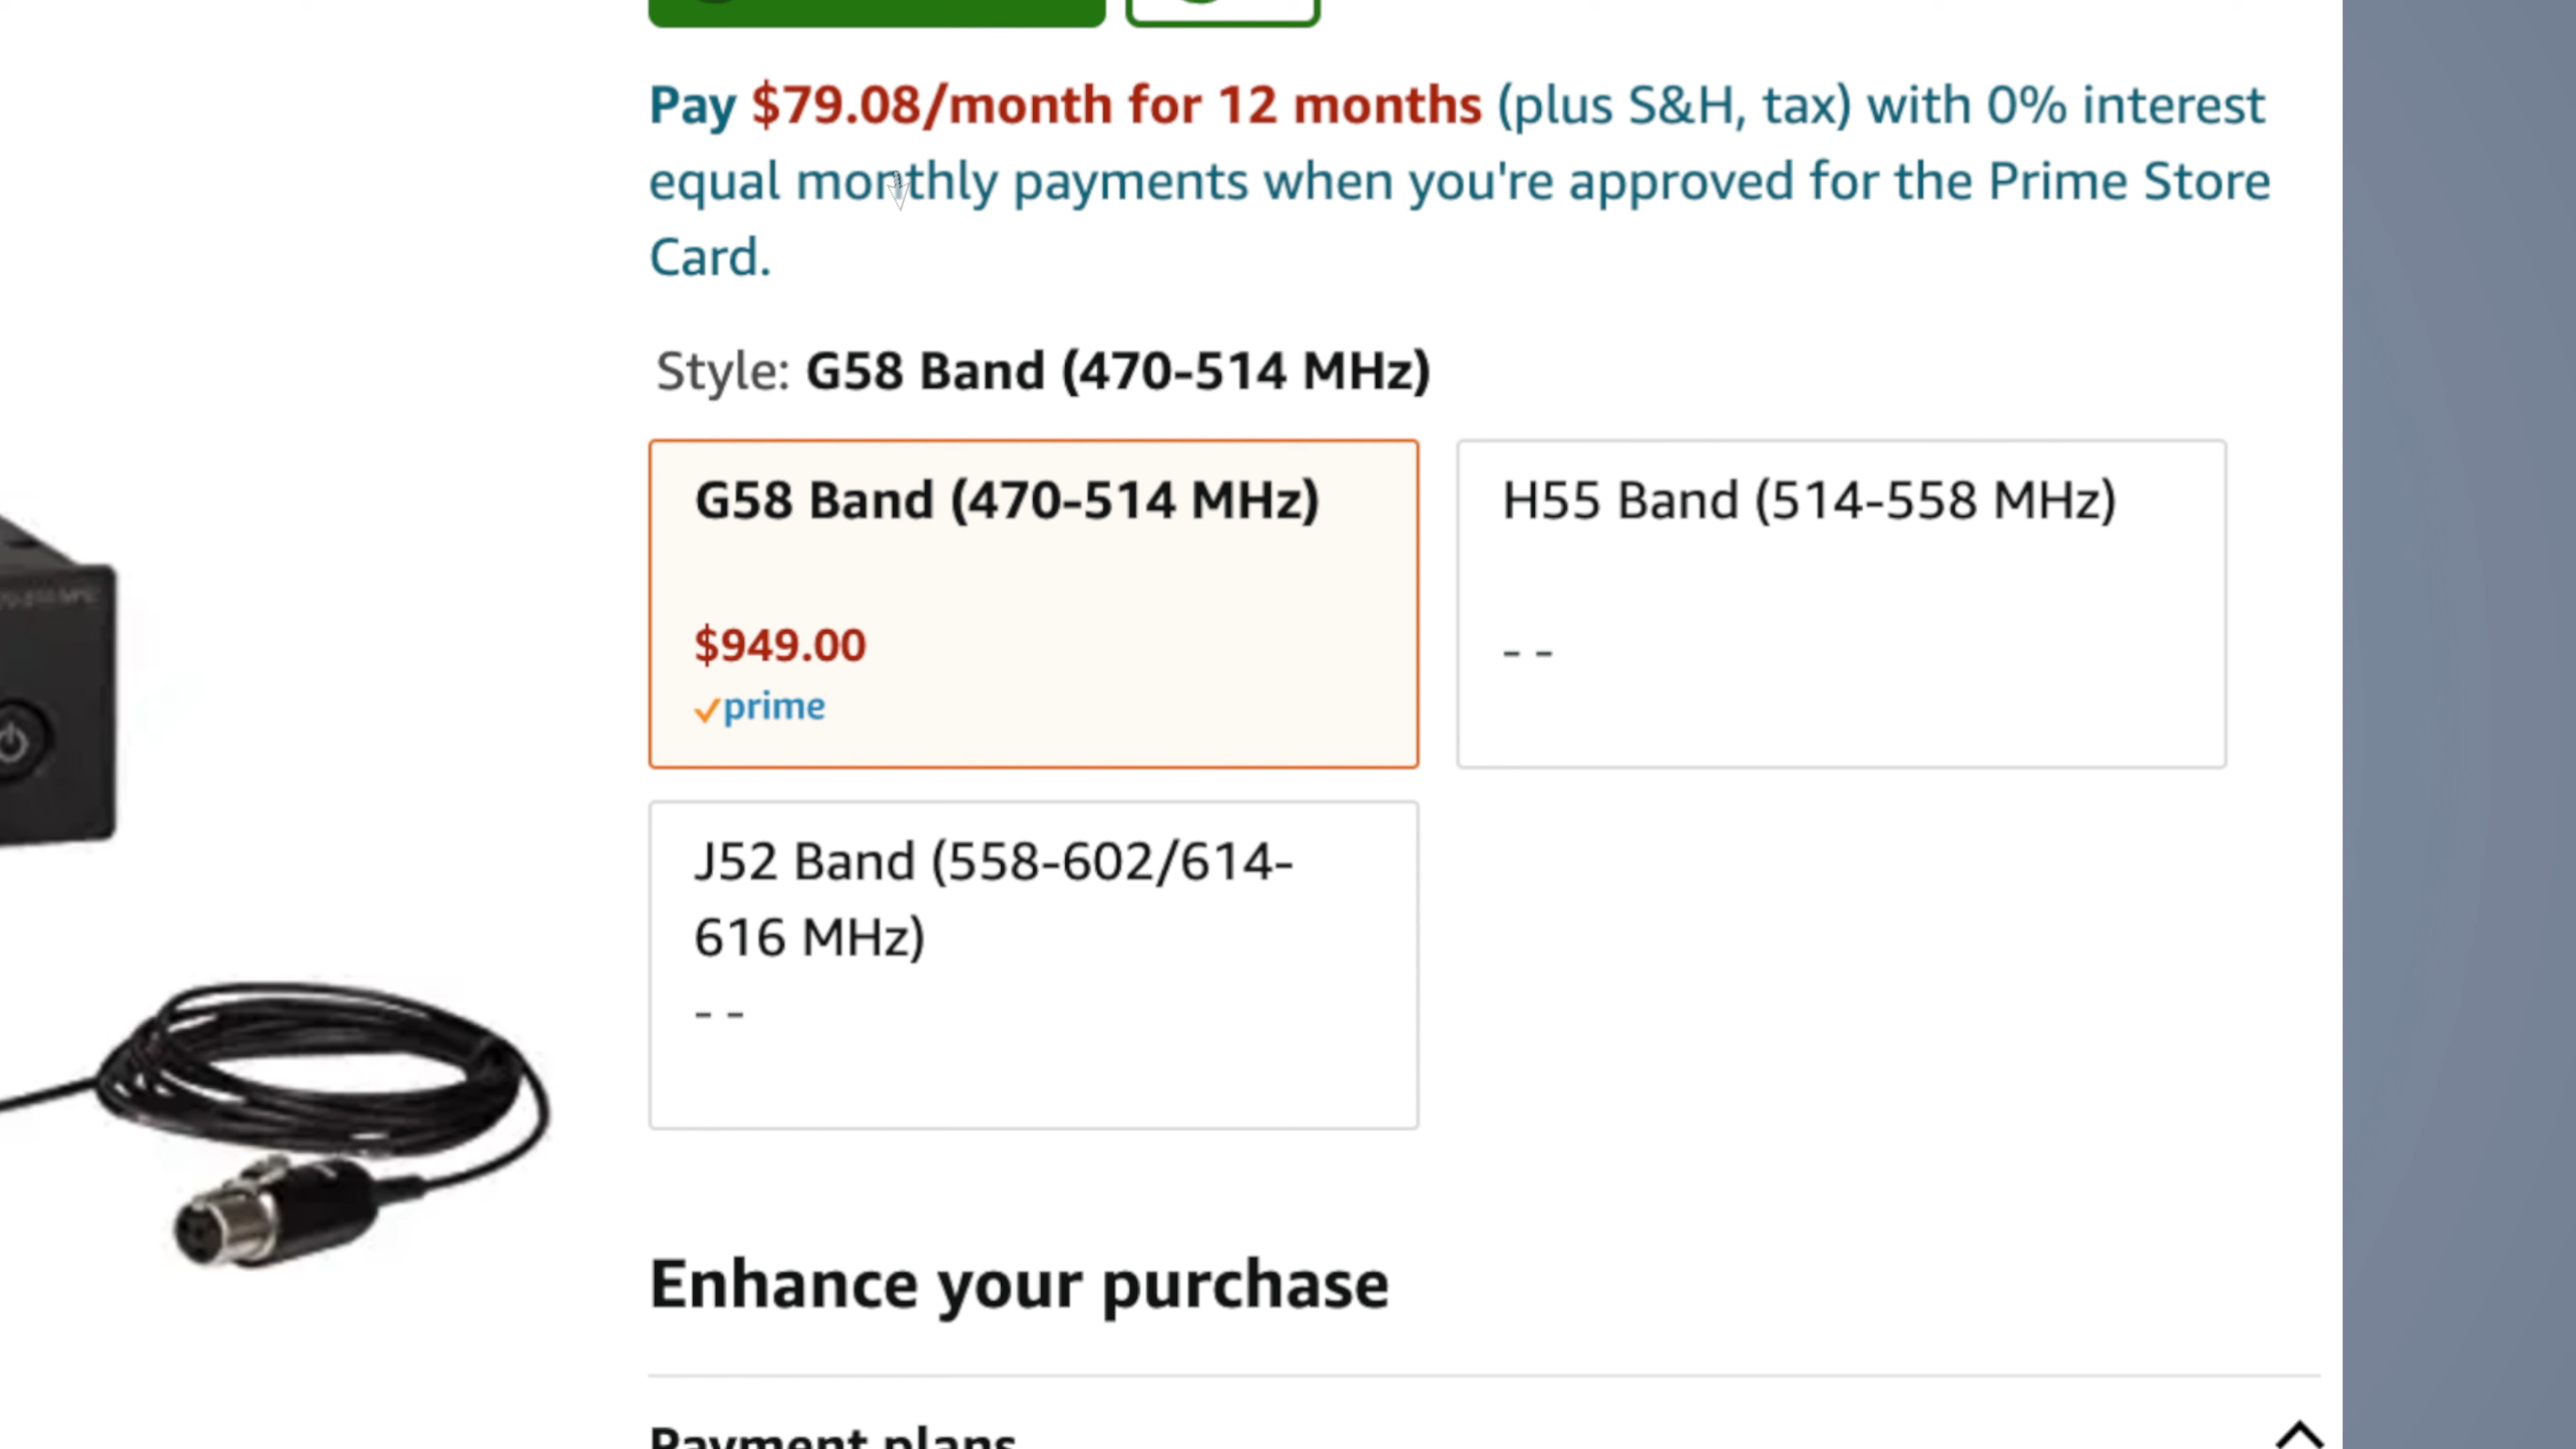 Pay $79.08/month for 12 months (plus S&H, tax) with 0% interest
equal monthly payments when you're approved for the Prime Store
Card.
Style: G58 Band (470-514 MHz)
G58 Band (470-514 MHz)
$949.00
prime
H55 Band (514-558 MHz)
- -
J52 Band (558-602/614-
616 MHz)
- -
Enhance your purchase
Payment plans